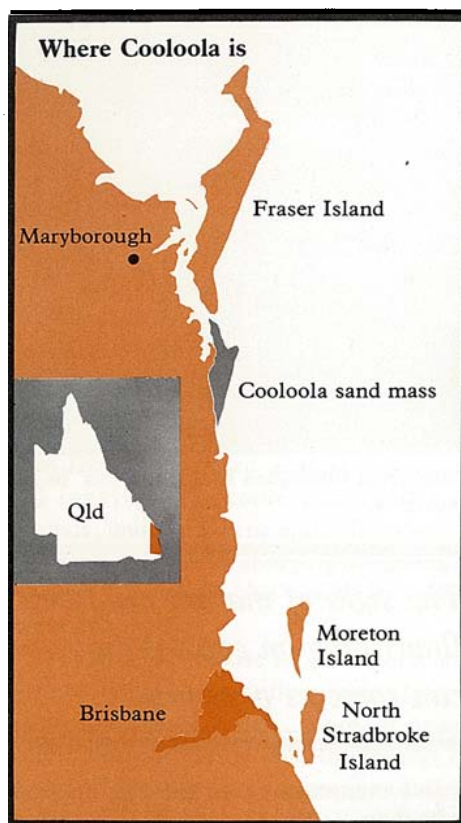 Where Cooloola is
Fraser Island
Maryborough
Cooloola sand mass
Qld
Moreton
Island
Brisbane
North
Stradbroke
Island